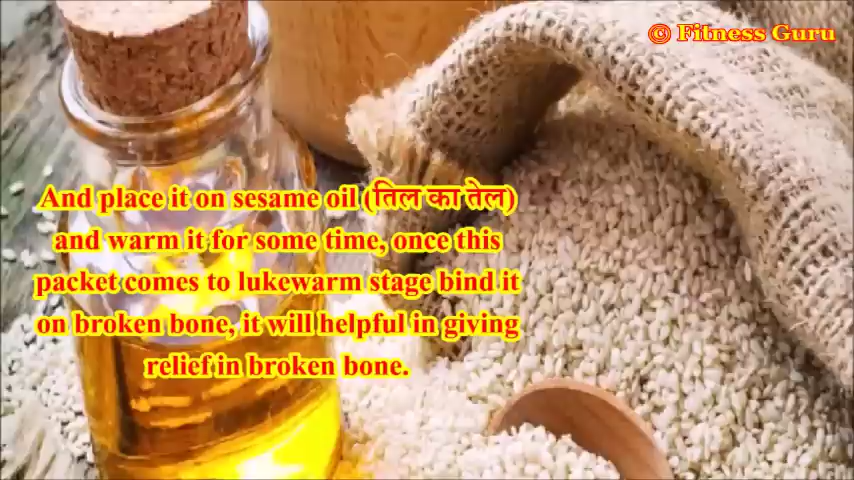 © Fitness Guru
And place it on sesame oil (तिल का तेल)
and warm it for some time, once this
packet comes to lukewarm stage bind it
on broken bone, it will helpful in giving
relief in broken bone.